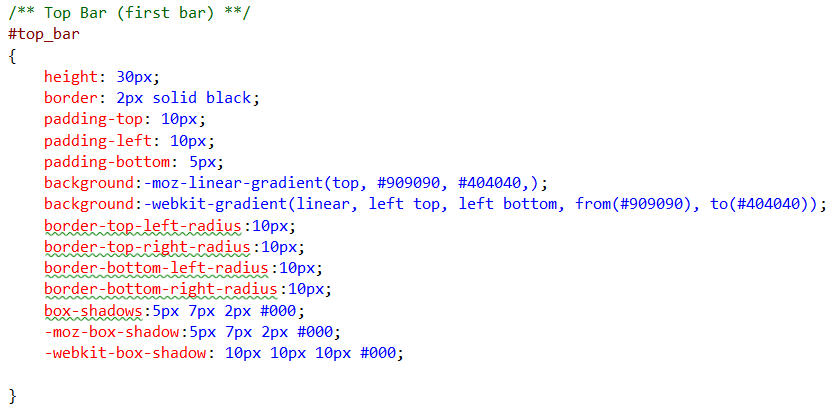 /** Top Bar (first bar) **/
#top_bar
{
height: 30px;
border: 2px solid black;
padding-top: 10px;
padding-left: 10px;
padding-bottom: 5px;
background:-moz-linear-gradient(top, #909090, #404040,);
background:-webkit-gradient(linear, left top, left bottom, from(#909090), to(#404040));
border-top-left-radius:10px;
border-top-right-radius:10px;
border-bottom-left-radius:10px;
border-bottom-right-radius:10px;
box-shadows:5px 7px 2px #000;
-moz-box-shadow:5px 7px 2px #000;
-webkit-box-shadow: 10px 10px 10px #000;
}